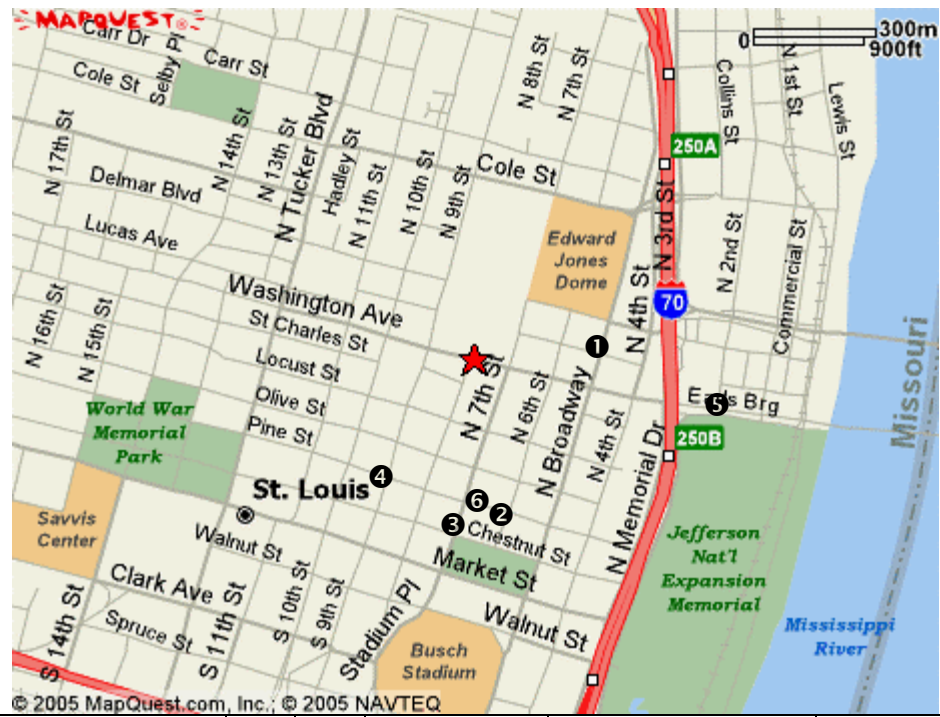 MAPQUEST
300m
0
900ft
Carr Dr
Selby Pl
Carr St
Cole St
N 8th St
N 7th St
Collins St
N 1st St
Lewis St
N 17th St
N 14th St
N 13th St
N Tucker Blvd
Hadley St
N 11th St
N 10th St
N 9th St
Cole St
250A
Delmar Blvd
Lucas Ave
Edward
Jones
Dome
N 3rd St
N 2nd St
Commercial St
N 4th St
70
Washington Ave
St Charles St
Locust St
Olive St
Pine St
N 16th St
N 15th St
❶
N 7th St
N 6th St
N Broadway
N 4th St
Brg
❺
250B
Missouri
World War
Memorial
Park
St. Louis
❹
❻
❷
❸
Chestnut St
N Memorial Dr
Savvis
Center
Walnut St
Market St
Jefferson
Nat'l
Expansion
Memorial
Clark Ave
Spruce St
S 14th St
S 11th St
S 10th St
S 9th St
Stadium Pl
Walnut St
Busch
Stadium
Mississippi
River
© 2005 MapQuest.com, Inc.; © 2005 NAVTEQ